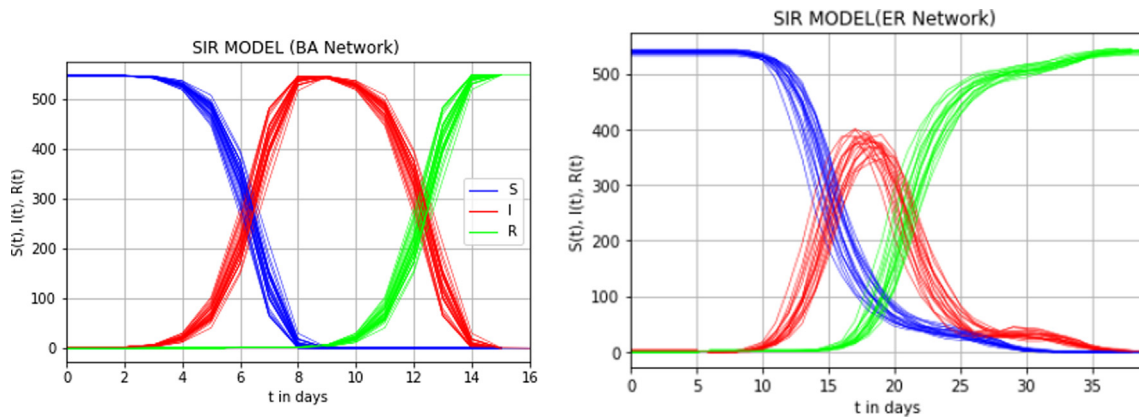 SIR MODEL (BA Network)
S(t), I(t), R(t)
500
400
300
200
100
0
S
I
R
0 2 4 6 8 10 12 14 16
t in days
SIR MODEL(ER Network)
S(t), I(t), R(t)
500
400
300
200
100
0
0 5 10 15 20 25 30 35
t in days